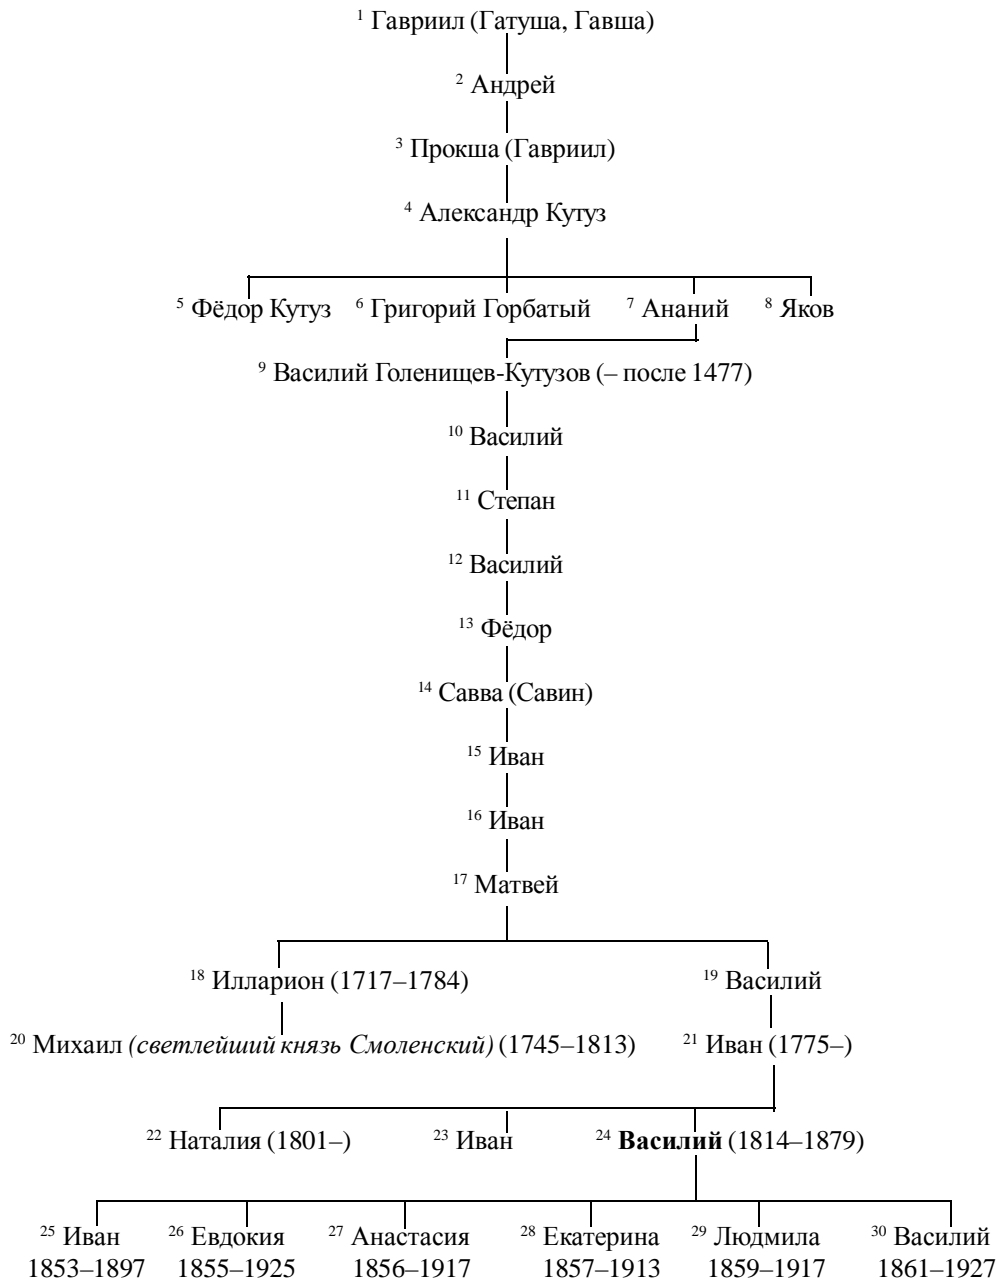 1 Гавриил (Гатуша, Гавша)
2 Андрей
3 Прокша (Гавриил)
4 Александр Кутуз
5 Фёдор Кутуз 6 Григорий Горбатый 7 Ананий 8 Яков
9 Василий Голенищев-Кутузов (– после 1477)
10 Василий
11 Степан
12 Василий
13 Фёдор
14 Савва (Савин)
15 Иван
16 Иван
17 Матвей
18 Илларион (1717–1784) 19 Василий
20 Михаил (светлейший князь Смоленский) (1745–1813) 21 Иван (1775–)
22 Наталия (1801–) 23 Иван 24 Василий (1814–1879)
25 Иван 26 Евдокия 27 Анастасия 28 Екатерина 29 Людмила 30 Василий
1853–1897 1855–1925 1856–1917 1857–1913 1859–1917 1861–1927